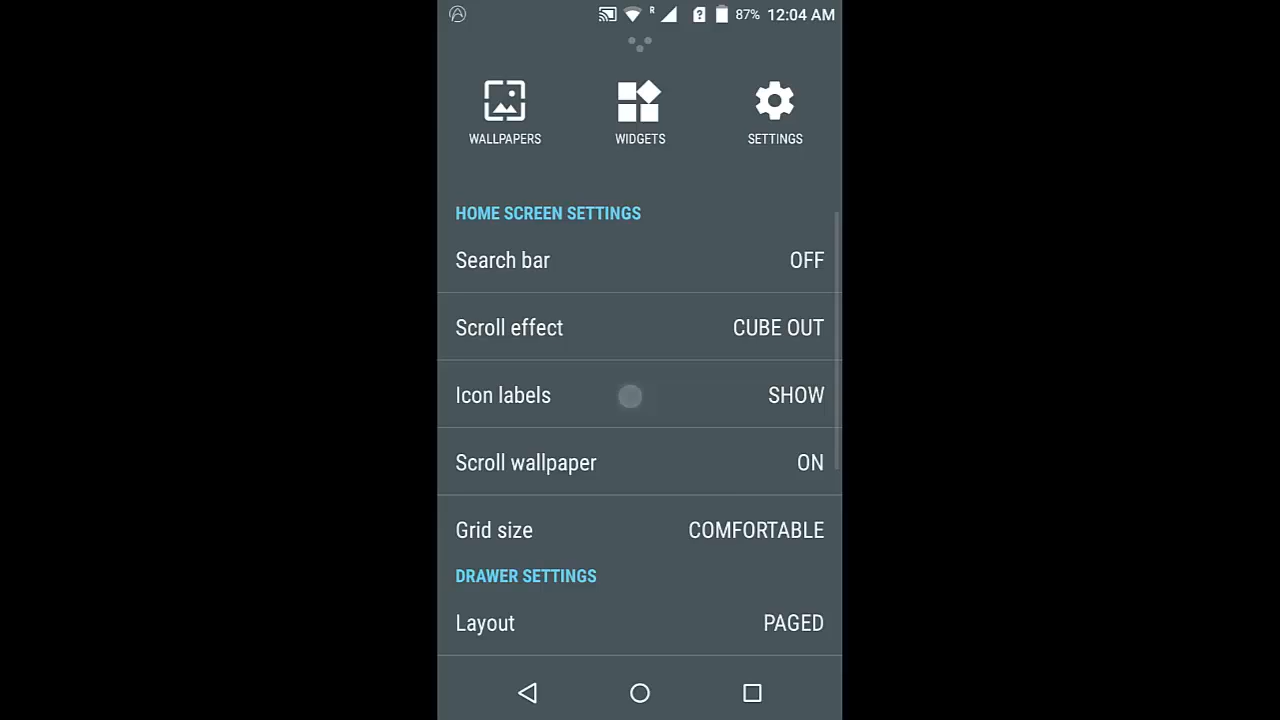 R 87% 12:04 AM
WALLPAPERS WIDGETS SETTINGS
HOME SCREEN SETTINGS
Search bar OFF
Scroll effect CUBE OUT
Icon labels SHOW
Scroll wallpaper ON
Grid size COMFORTABLE
DRAWER SETTINGS
Layout PAGED